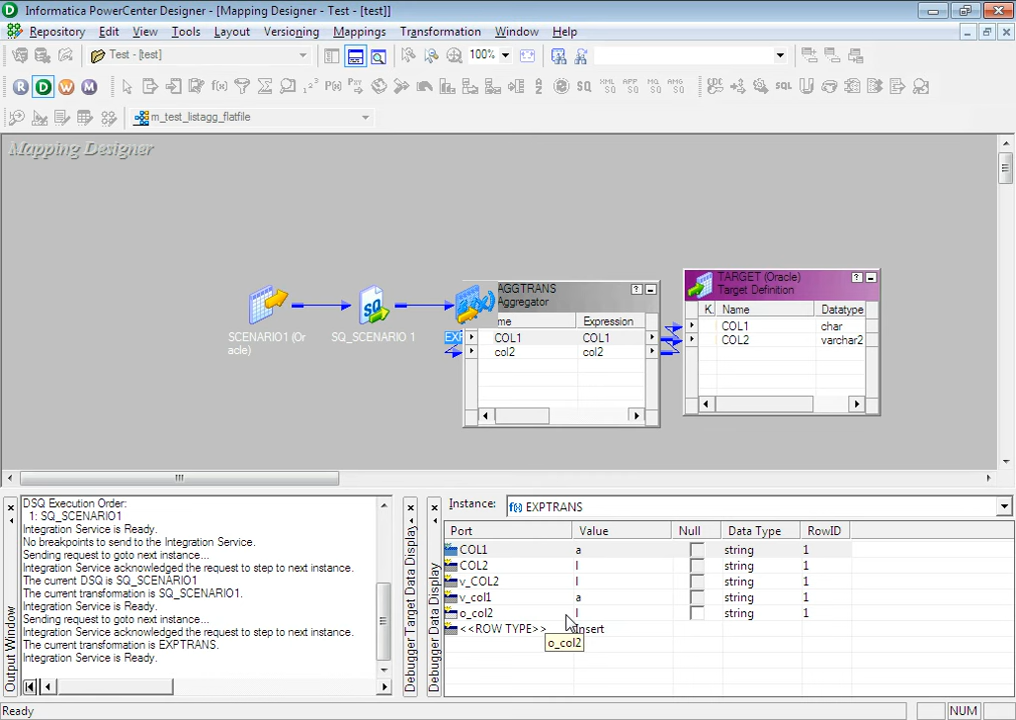 Informatica PowerCenter Designer - [Mapping Designer - Test - [test]]
Repository Edit View Tools Layout Versioning Mappings Transformation Window Help
Test - [test]
100%
m_test_listagg_flatfile
Mapping Designer
SCENARIO1 (Or
acle)
SQ_SCENARIO 1
EXP
AGGTRANS
Aggregator
me Expression
COL1 COL1
col2 col2
TARGET (Oracle)
Target Definition
K. Name Datatype
COL1 char
COL2 varchar2
Output Window
DSQ Execution Order:
1: SQ_SCENARIO1
Integration Service is Ready.
No breakpoints to send to the Integration Service.
Sending request to goto next instance...
Integration Service acknowledged the request to step to next instance.
The current DSQ is SQ_SCENARIO1
The current transformation is SQ_SCENARIO1.
Integration Service is Ready.
Sending request to goto next instance...
Integration Service acknowledged the request to step to next instance.
The current transformation is EXPTRANS.
Integration Service is Ready.
Debugger Target Data Display
Debugger Data Display
Instance: f(x) EXPTRANS
Port Value Null Data Type RowID
COL1 a string 1
COL2 l string 1
v_COL2 l string 1
v_col1 a string 1
o_col2 l string 1
<<ROW TYPE>> Insert
o_col2
Ready
NUM